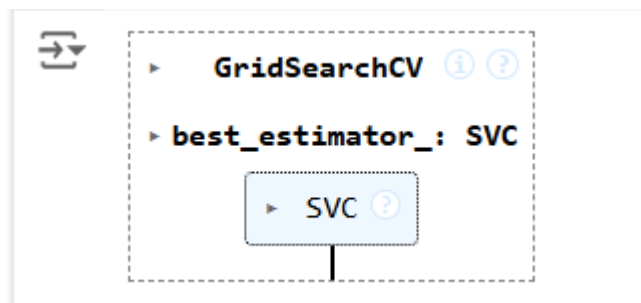 GridSearchCV i ?
best_estimator_: SVC
SVC ?